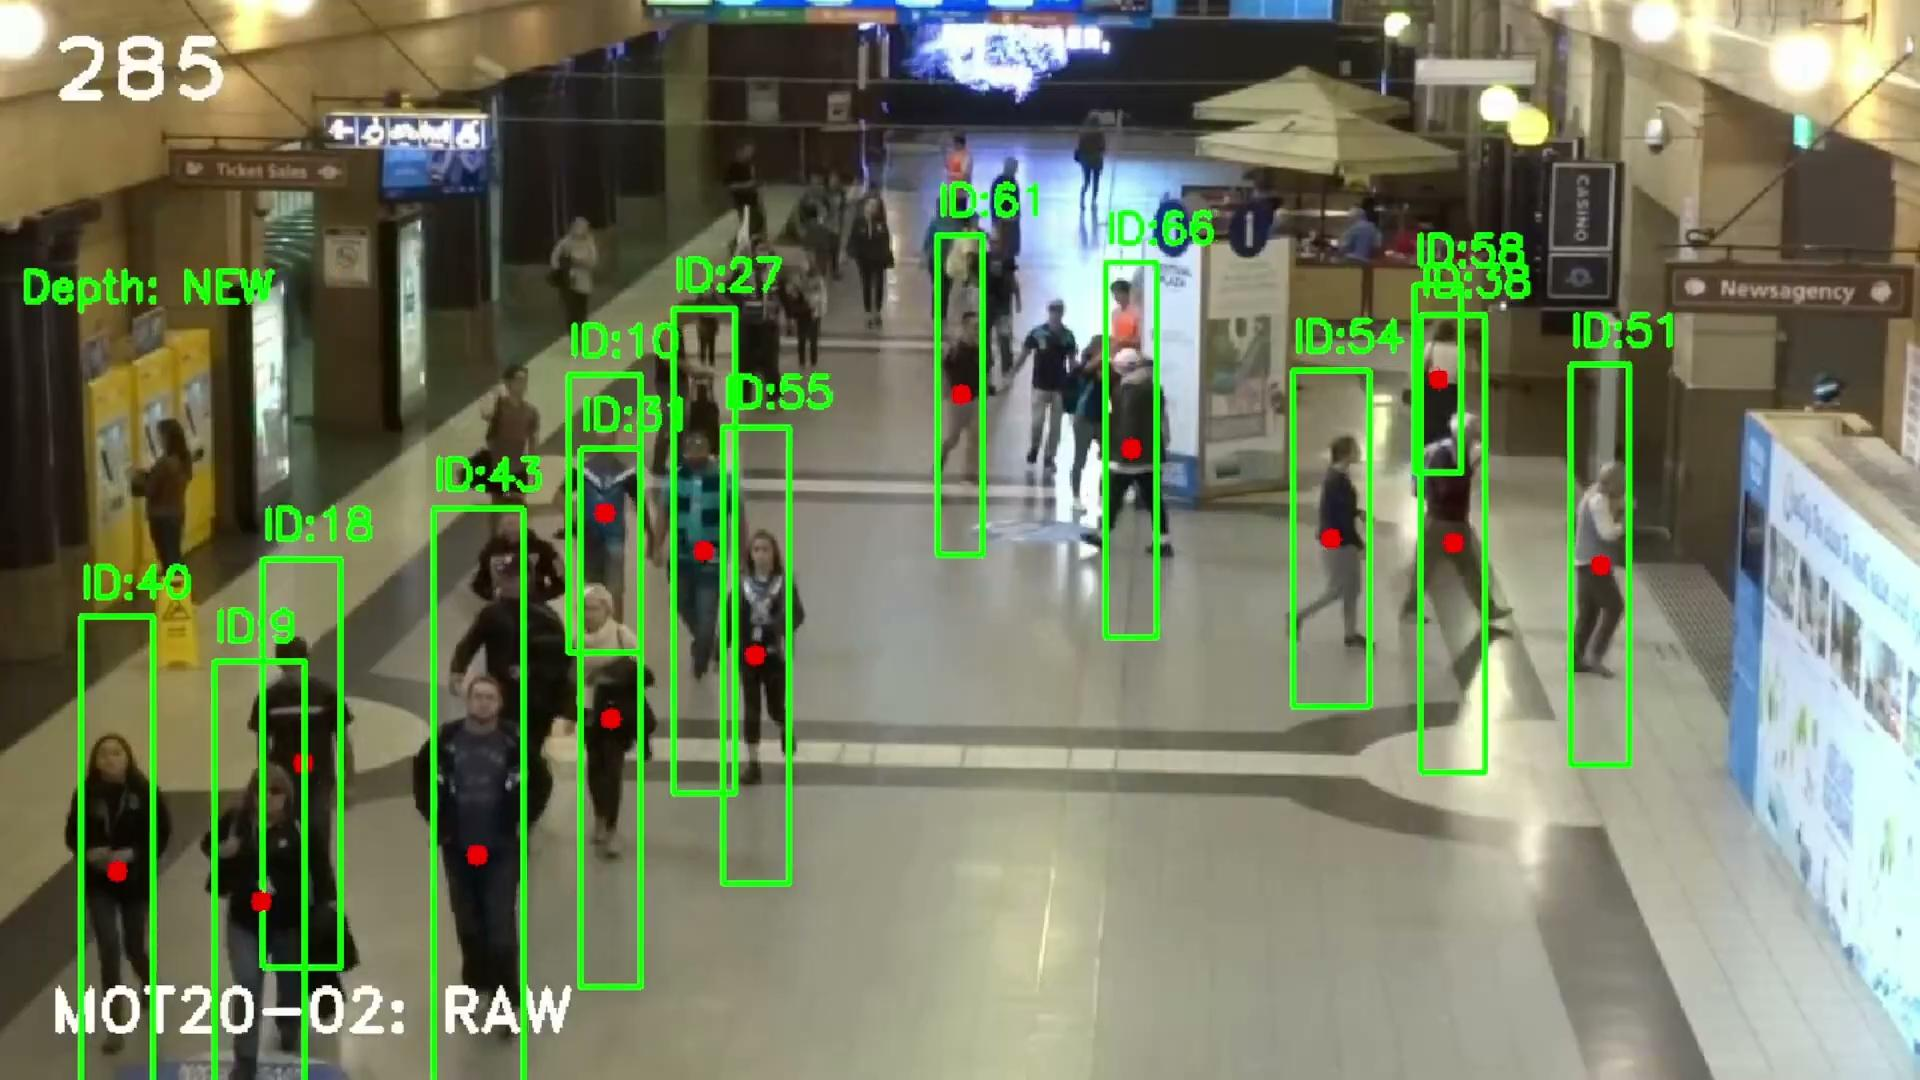 285
Ticket Sales
CASINO
Newsagency
Depth: NEW
ID:61
ID:66
ID:58
ID:38
ID:27
ID:10
ID:54
ID:51
ID:55
ID:31
ID:43
ID:18
ID:40
ID:9
MOT20-02: RAW